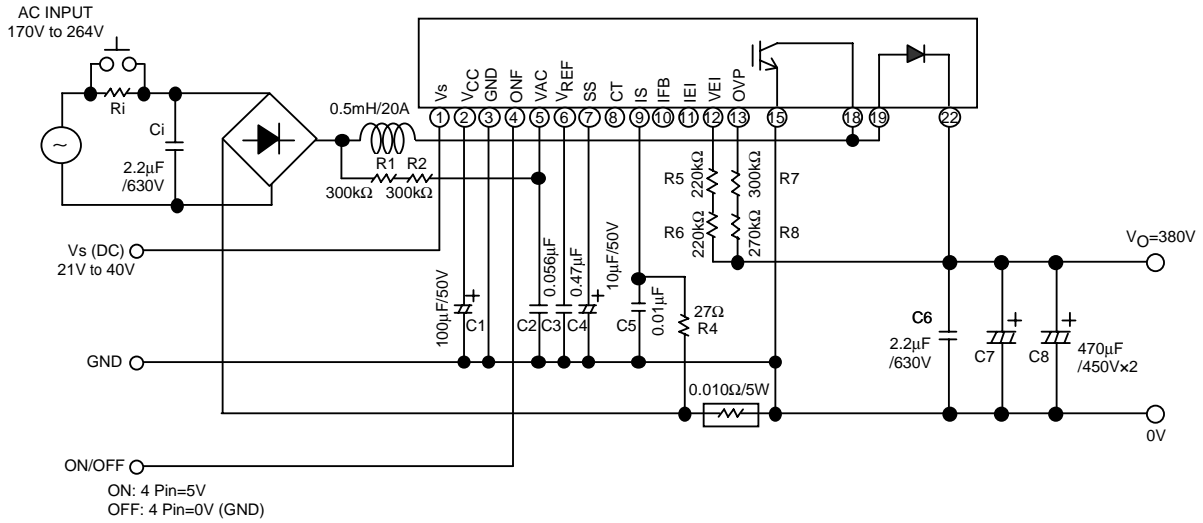 AC INPUT
170V to 264V
Ri
Ci
2.2μF
/630V
~
0.5mH/20A
R1 R2
300kΩ 300kΩ
Vs VCC GND ONF VAC VREF SS CT IS IFB IEI VEI OVP
1 2 3 4 5 6 7 8 9 10 11 12 13 15 18 19 22
R5 220kΩ 300kΩ R7
R6 220kΩ 270kΩ R8
Vs (DC)
21V to 40V
100μF/50V
C1
0.056μF
C2
0.47μF
C3
10μF/50V
C4
0.01μF
C5
27Ω
R4
GND
0.010Ω/5W
VO=380V
C6
2.2μF
/630V
C7
C8
470μF
/450V×2
0V
ON/OFF
ON: 4 Pin=5V
OFF: 4 Pin=0V (GND)